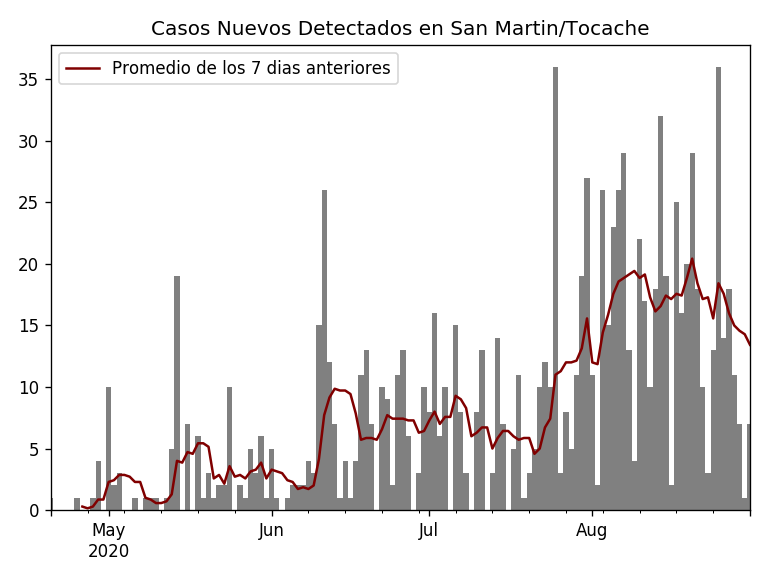 Casos Nuevos Detectados en San Martin/Tocache
Promedio de los 7 dias anteriores
35
30
25
20
15
10
5
0
May
2020
Jun
Jul
Aug